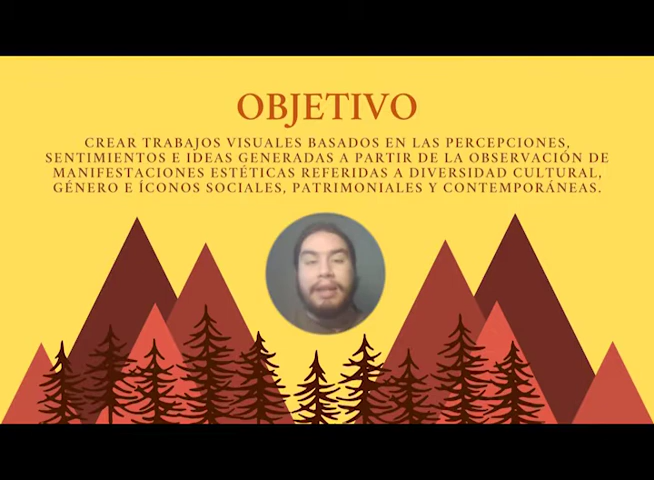 OBJETIVO
CREAR TRABAJOS VISUALES BASADOS EN LAS PERCEPCIONES,
SENTIMIENTOS E IDEAS GENERADAS A PARTIR DE LA OBSERVACIÓN DE
MANIFESTACIONES ESTÉTICAS REFERIDAS A DIVERSIDAD CULTURAL,
GÉNERO E ÍCONOS SOCIALES, PATRIMONIALES Y CONTEMPORÁNEAS.